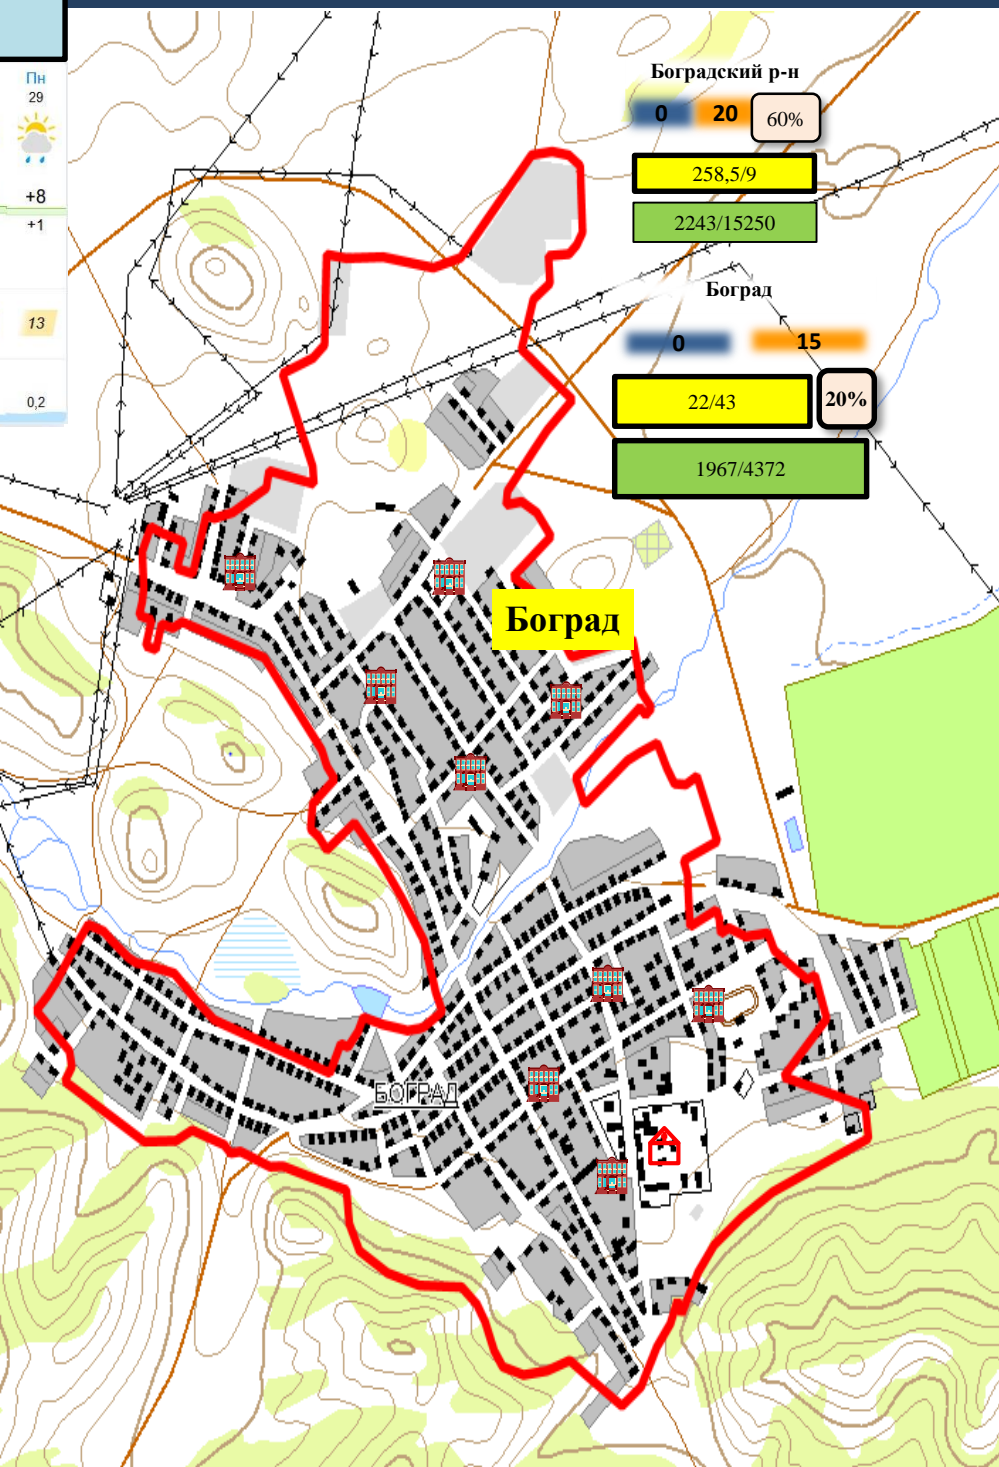 Пн
29
+8
+1
13
0,2
Боградский р-н
0 20 60%
258,5/9
2243/15250
Боград
0 15
22/43 20%
1967/4372
Боград
БОГРАД